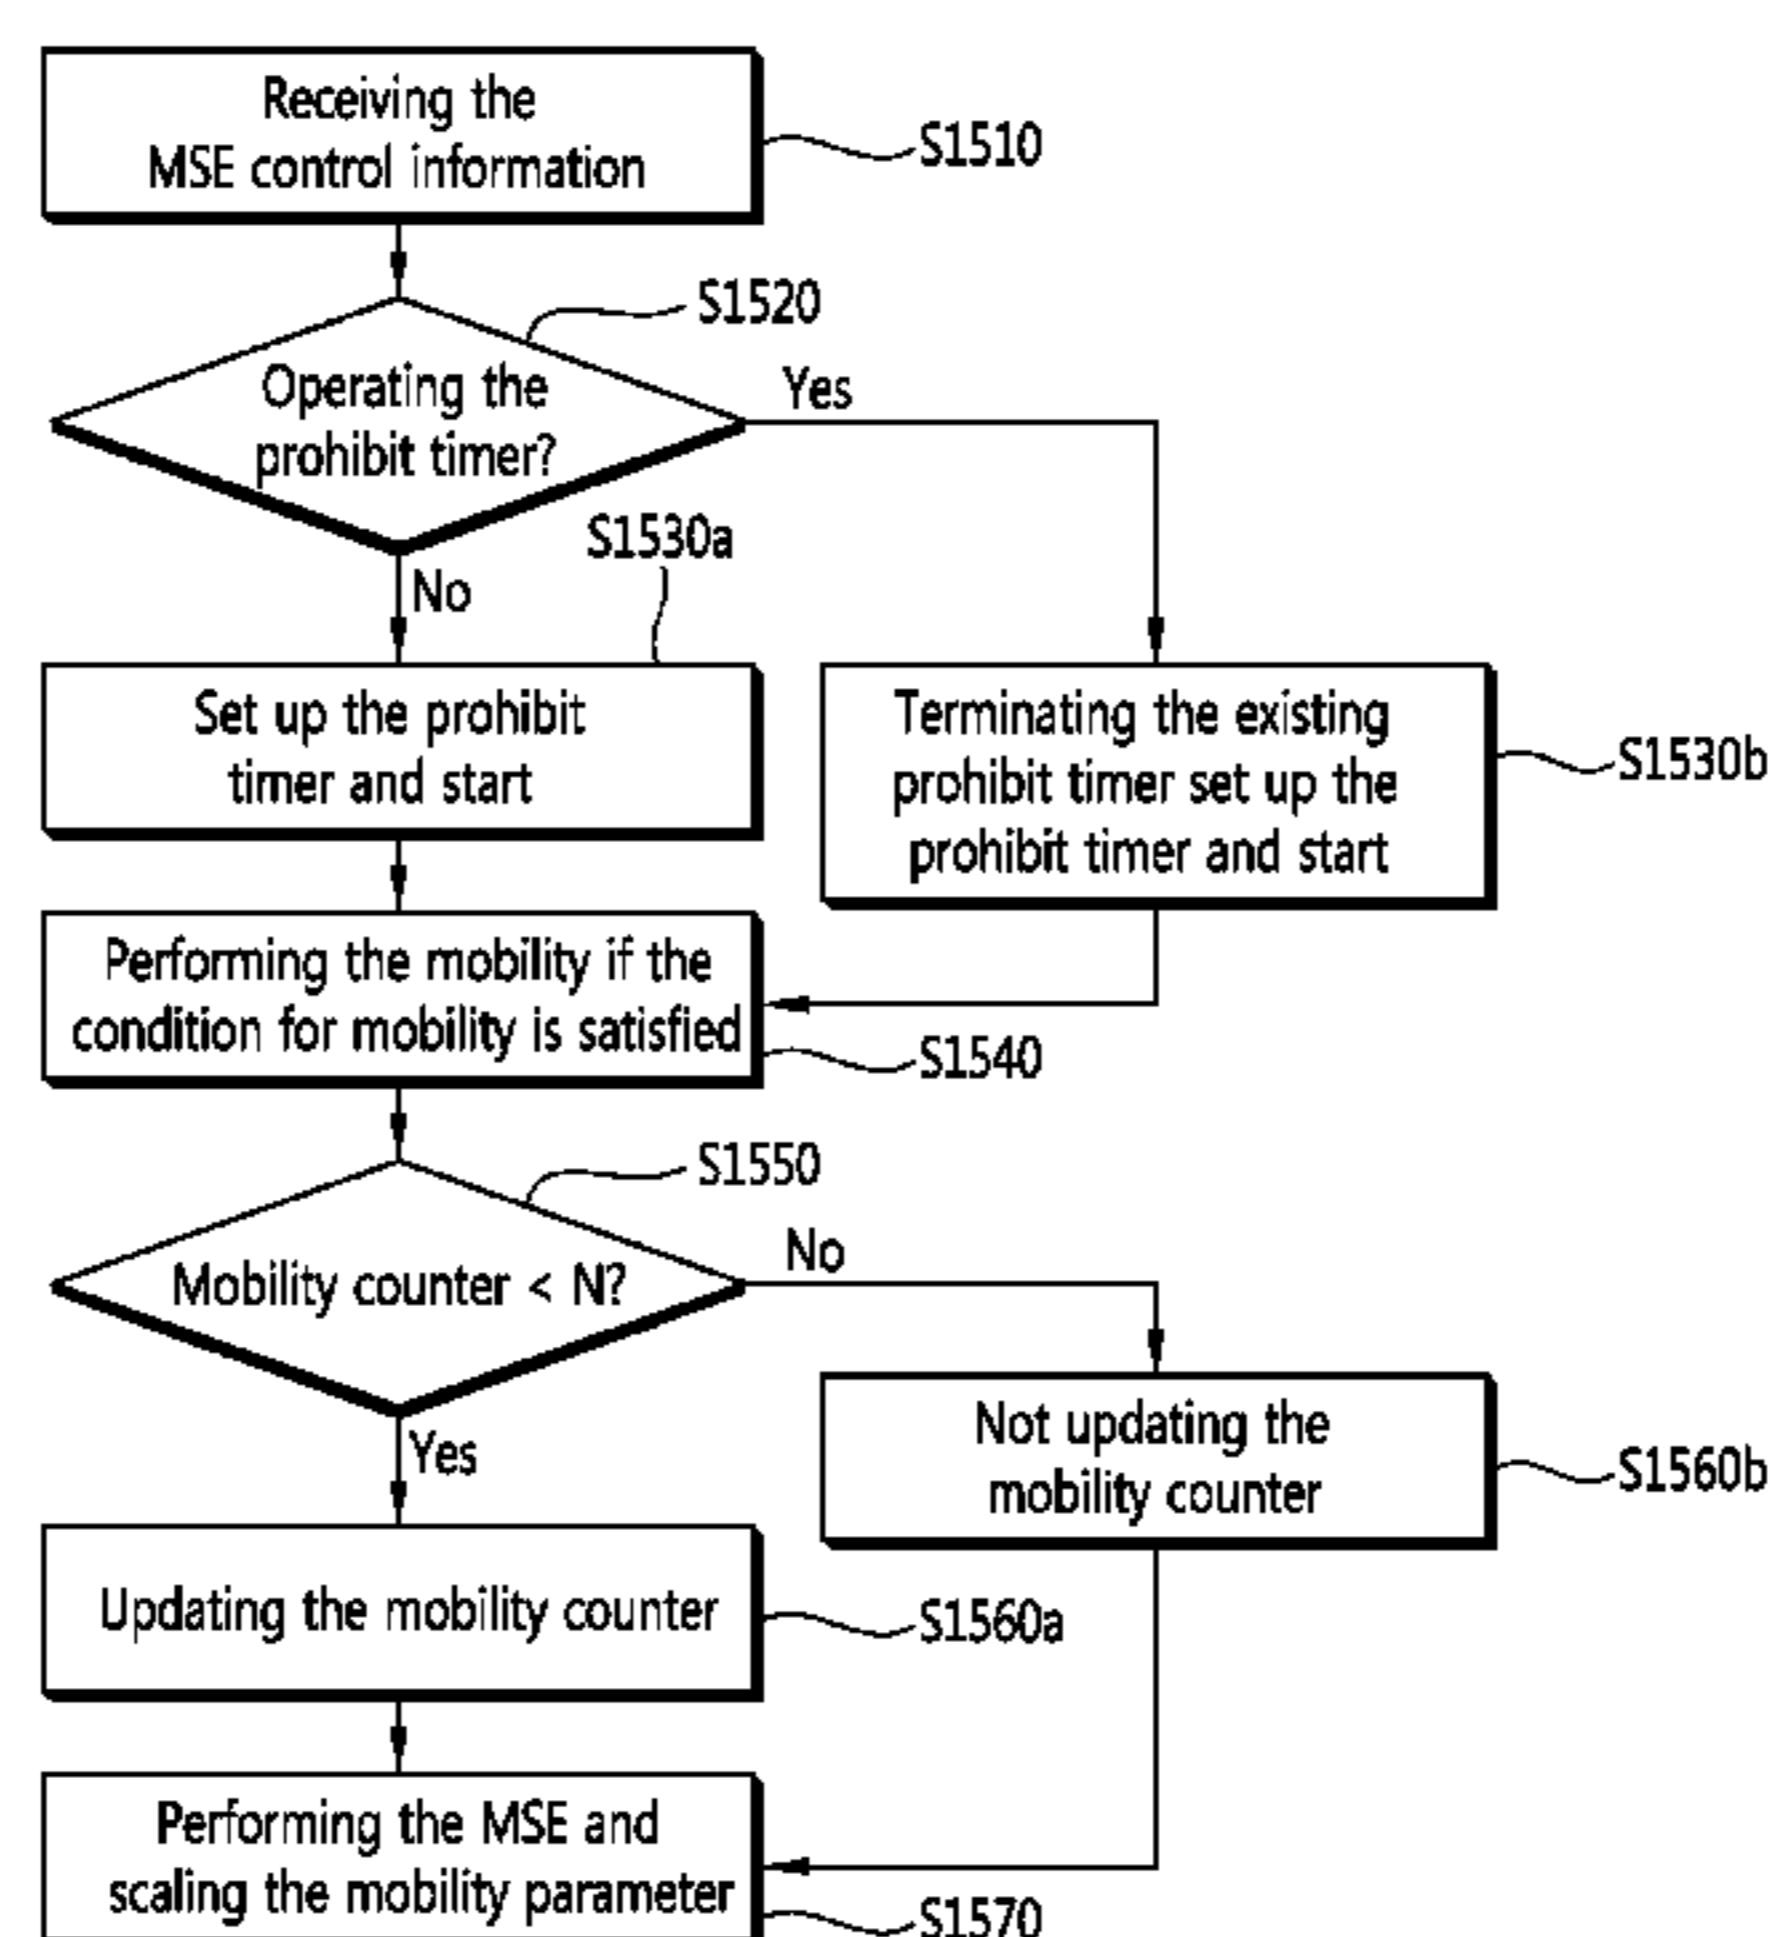 Receiving the
MSE control information
S1510
S1520
Operating the
prohibit timer?
Yes
No
S1530a
Set up the prohibit
timer and start
Terminating the existing
prohibit timer set up the
prohibit timer and start
S1530b
Performing the mobility if the
condition for mobility is satisfied
S1540
S1550
Mobility counter < N?
No
Yes
Not updating the
mobility counter
S1560b
Updating the mobility counter
S1560a
Performing the MSE and
scaling the mobility parameter
S1570